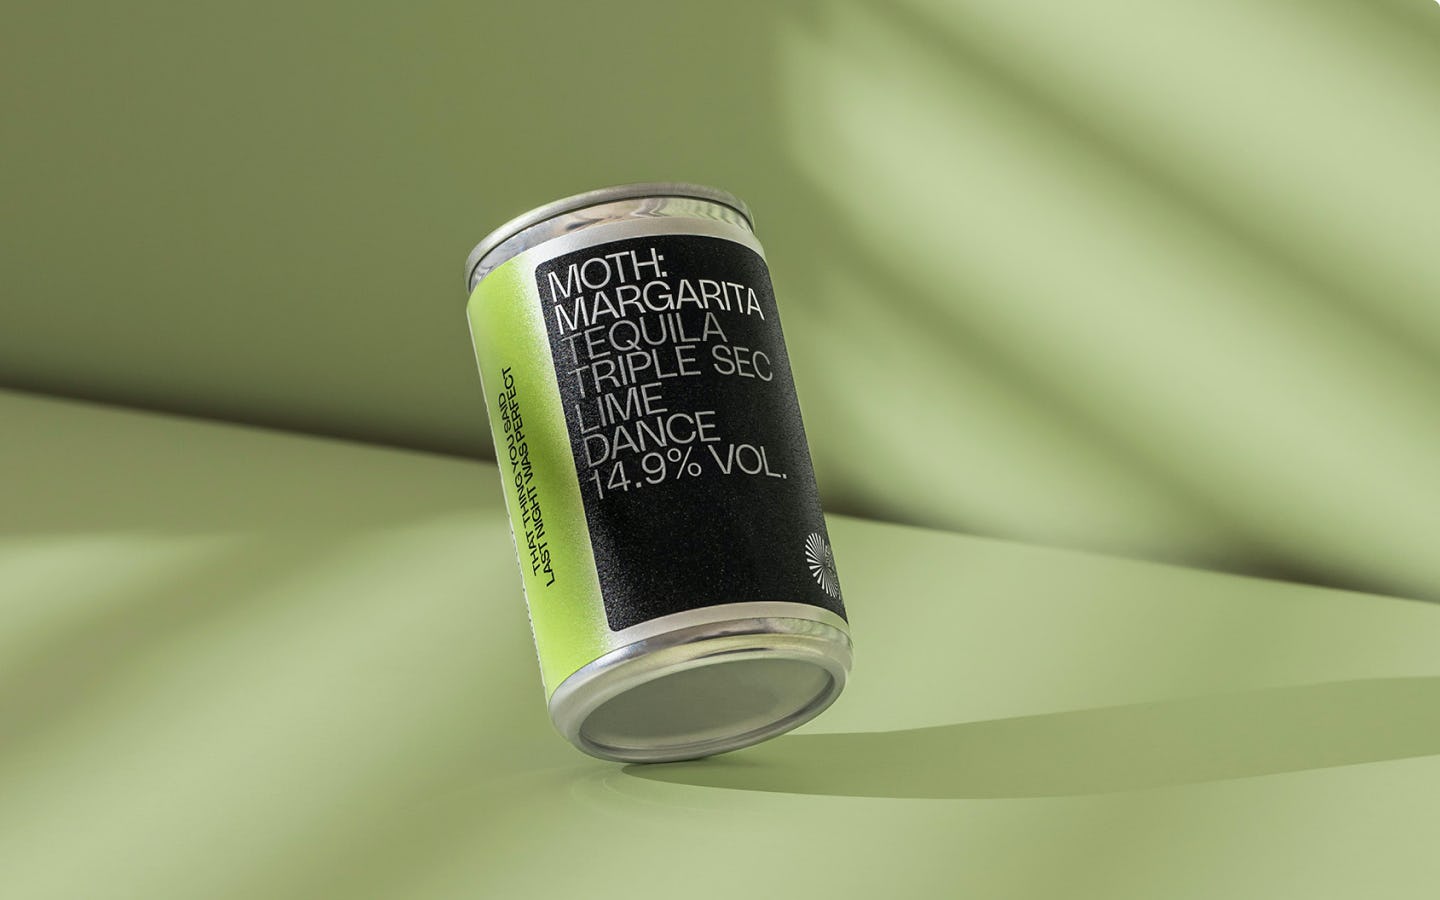 MOTH:
MARGARITA
TEQUILA
TRIPLE SEC
LIME
DANCE
14.9% VOL.
THAT THING YOU SAID
LAST NIGHT WAS PERFECT